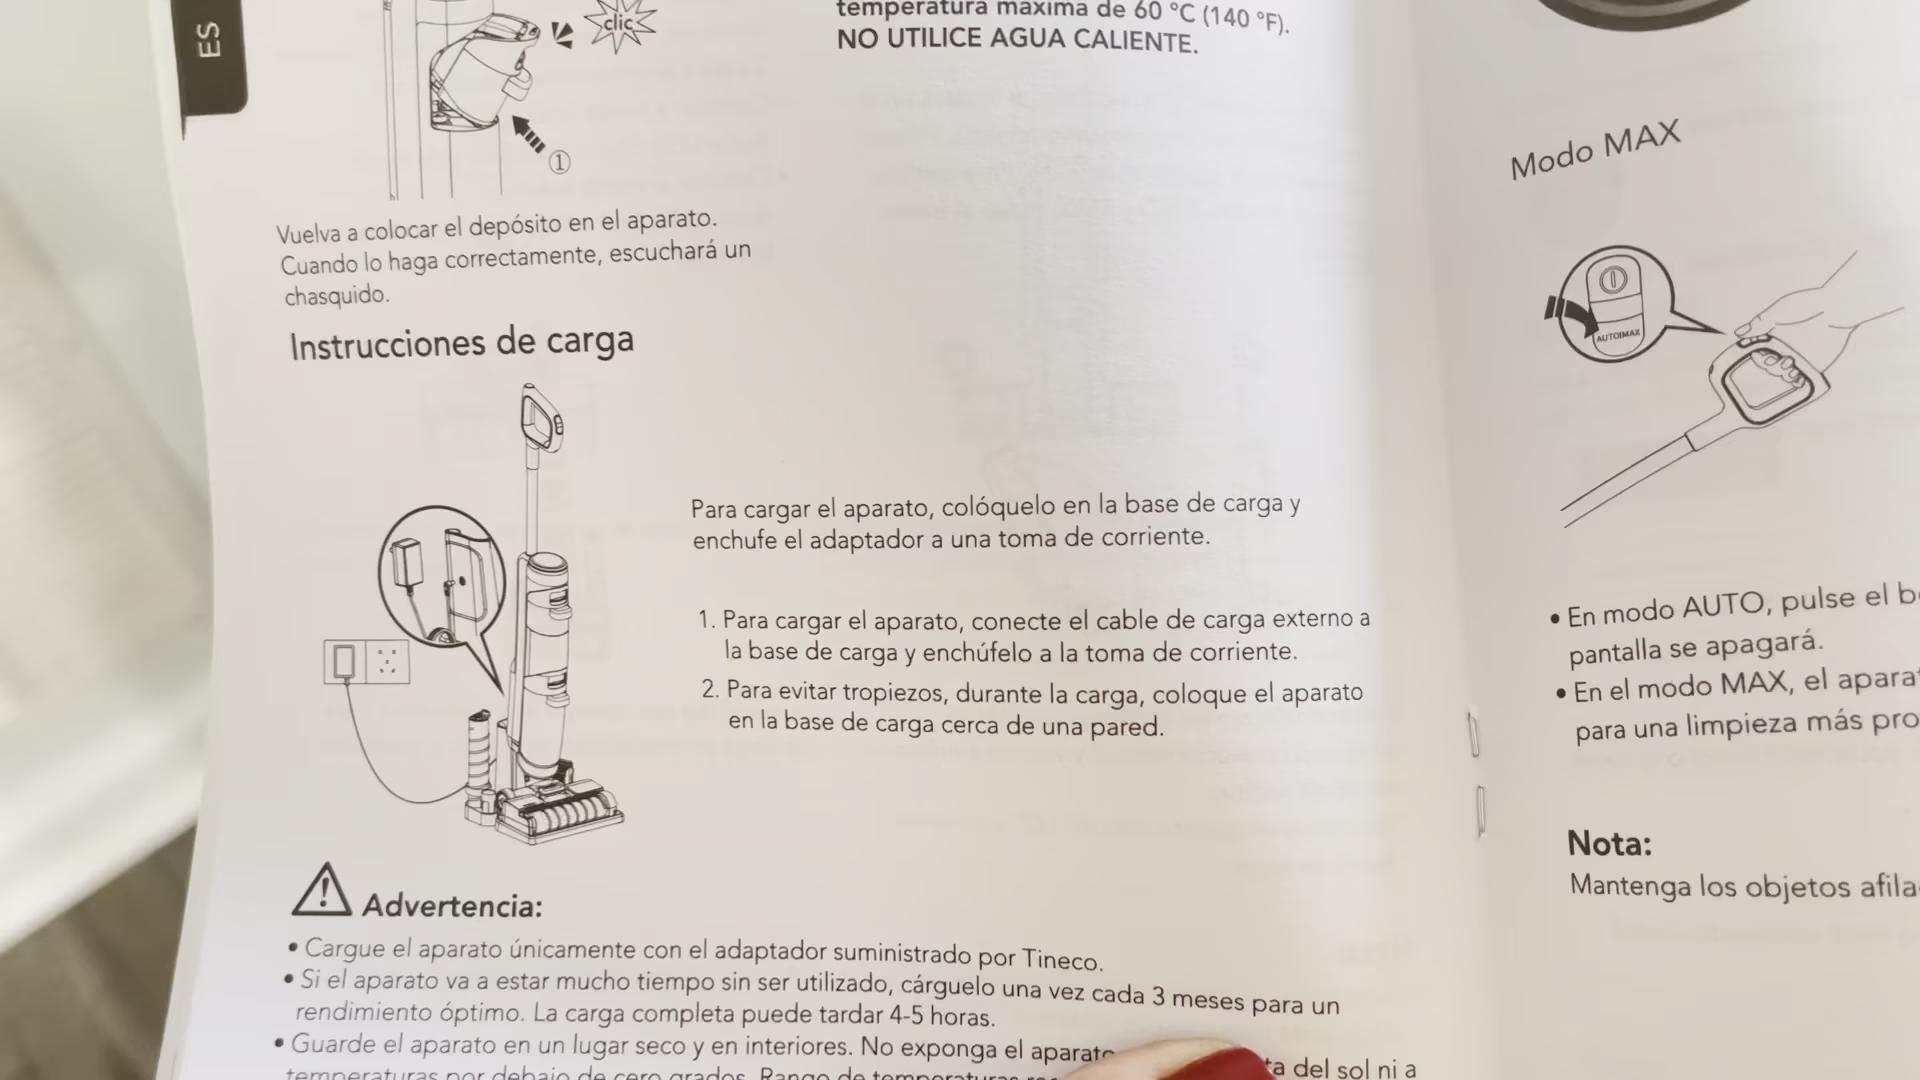 ES
clic
①
Vuelva a colocar el depósito en el aparato.
Cuando lo haga correctamente, escuchará un
chasquido.
temperatura máxima de 60 °C (140 °F).
NO UTILICE AGUA CALIENTE.
Instrucciones de carga
Para cargar el aparato, colóquelo en la base de carga y
enchufe el adaptador a una toma de corriente.
1. Para cargar el aparato, conecte el cable de carga externo a
la base de carga y enchúfelo a la toma de corriente.
2. Para evitar tropiezos, durante la carga, coloque el aparato
en la base de carga cerca de una pared.
Advertencia:
• Cargue el aparato únicamente con el adaptador suministrado por Tineco.
• Si el aparato va a estar mucho tiempo sin ser utilizado, cárguelo una vez cada 3 meses para un
rendimiento óptimo. La carga completa puede tardar 4-5 horas.
• Guarde el aparato en un lugar seco y en interiores. No exponga el aparato del sol ni a
temperaturas por debajo de cero grados. Rango de
Modo MAX
AUTO|MAX
• En modo AUTO, pulse el
pantalla se apagará.
• En el modo MAX, el
para una limpieza más
Nota:
Mantenga los objetos